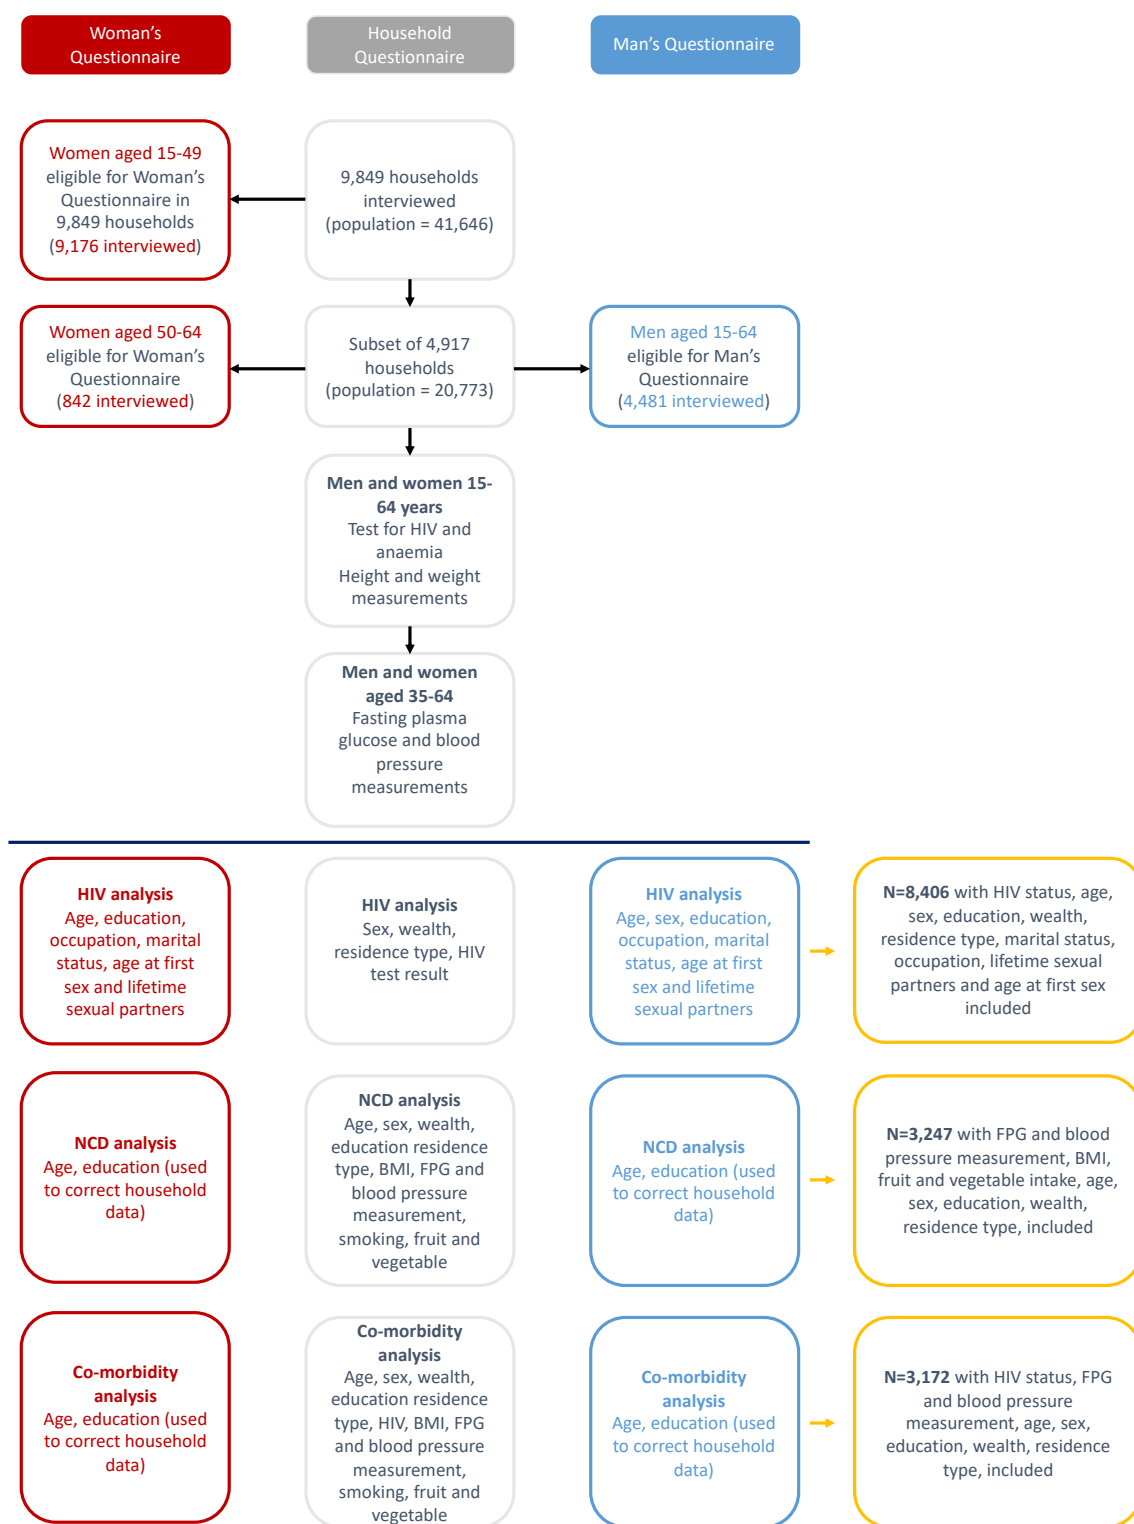 Woman's
Questionnaire
Household
Questionnaire
Man's Questionnaire
Women aged 15-49
eligible for Woman's
Questionnaire in
9,849 households
(9,176 interviewed)
9,849 households
interviewed
(population = 41,646)
Women aged 50-64
eligible for Woman's
Questionnaire
(842 interviewed)
Subset of 4,917
households
(population = 20,773)
Men aged 15-64
eligible for Man's
Questionnaire
(4,481 interviewed)
Men and women 15-
64 years
Test for HIV and
anaemia
Height and weight
measurements
Men and women
aged 35-64
Fasting plasma
glucose and blood
pressure
measurements
HIV analysis
Age, education,
occupation, marital
status, age at first
sex and lifetime
sexual partners
HIV analysis
Sex, wealth,
residence type, HIV
test result
HIV analysis
Age, sex, education,
occupation, marital
status, age at first
sex and lifetime
sexual partners
N=8,406 with HIV status, age,
sex, education, wealth,
residence type, marital status,
occupation, lifetime sexual
partners and age at first sex
included
NCD analysis
Age, education (used
to correct household
data)
NCD analysis
Age, sex, wealth,
education residence
type, BMI, FPG and
blood pressure
measurement,
smoking, fruit and
vegetable
NCD analysis
Age, education (used
to correct household
data)
N=3,247 with FPG and blood
pressure measurement, BMI,
fruit and vegetable intake, age,
sex, education, wealth,
residence type, included
Co-morbidity
analysis
Age, education (used
to correct household
data)
Co-morbidity
analysis
Age, sex, wealth,
education residence
type, HIV, BMI, FPG
and blood pressure
measurement,
smoking, fruit and
vegetable
Co-morbidity
analysis
Age, education (used
to correct household
data)
N=3,172 with HIV status, FPG
and blood pressure
measurement, age, sex,
education, wealth, residence
type, included